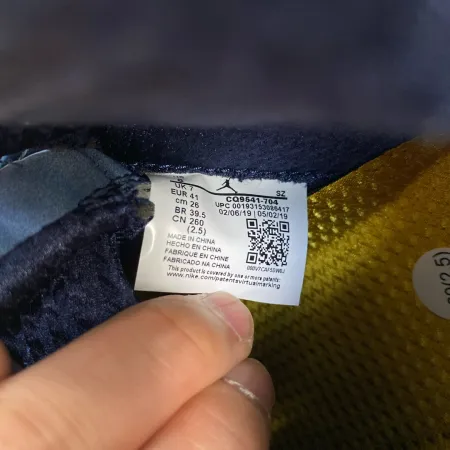 UK 7
EUR 41
cm 26
BR 39.5
CN 260
(2.5)
SZ
CQ9541-704
UPC 00193153086417
02/06/19 05/02/19
MADE IN CHINA
HECHO EN CHINA
FABRIQUE EN CHINE
FABRICADO NA CHINA
This product is covered by one or more patents.
www.nike.com/patentsvirtualmarking